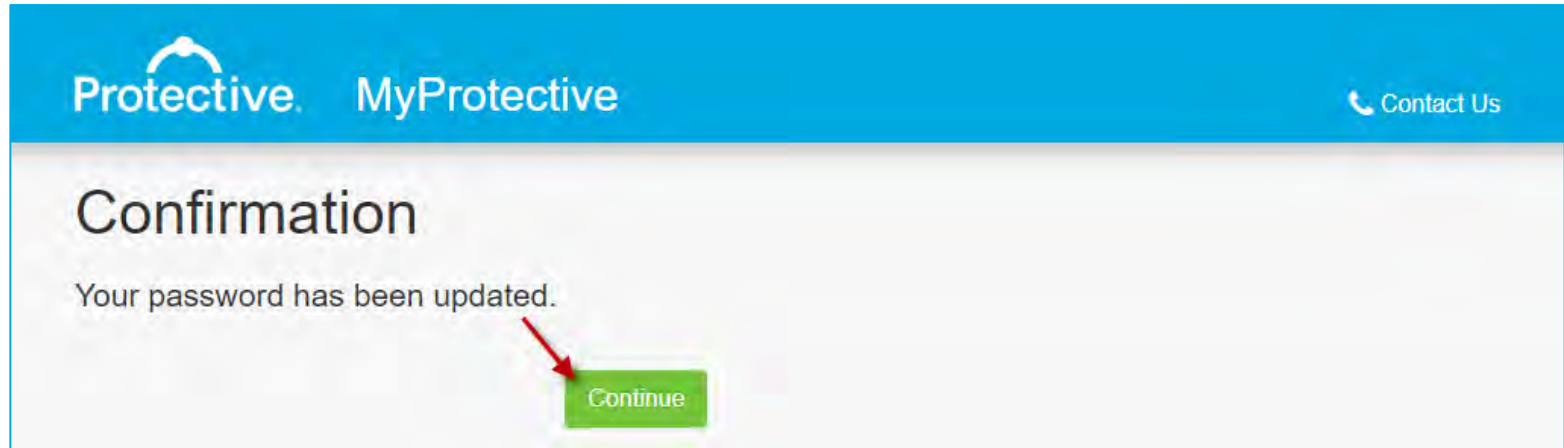 Protective. MyProtective
Contact Us
Confirmation
Your password has been updated.
Continue